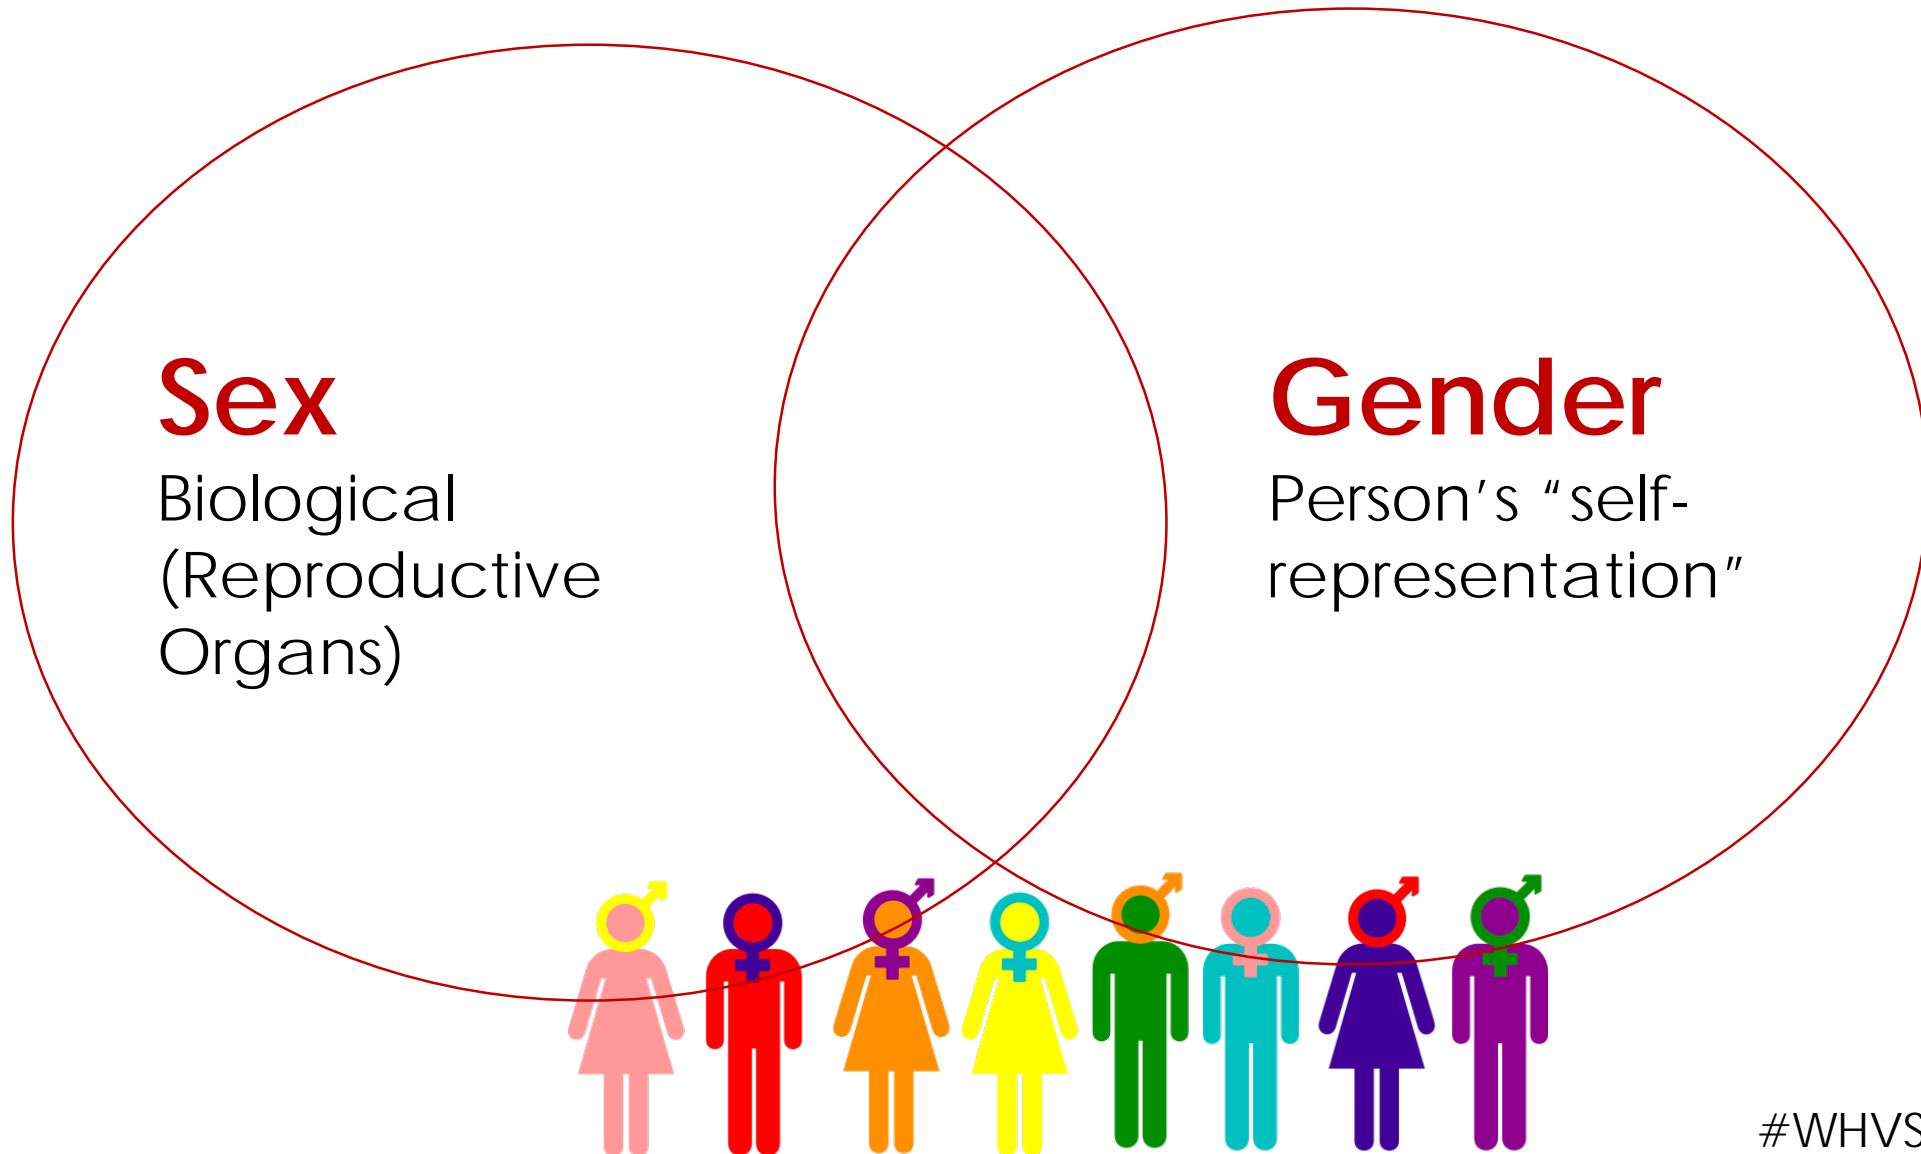 Sex
Biological
(Reproductive
Organs)
Gender
Person’s “self-
representation”
#WHVS